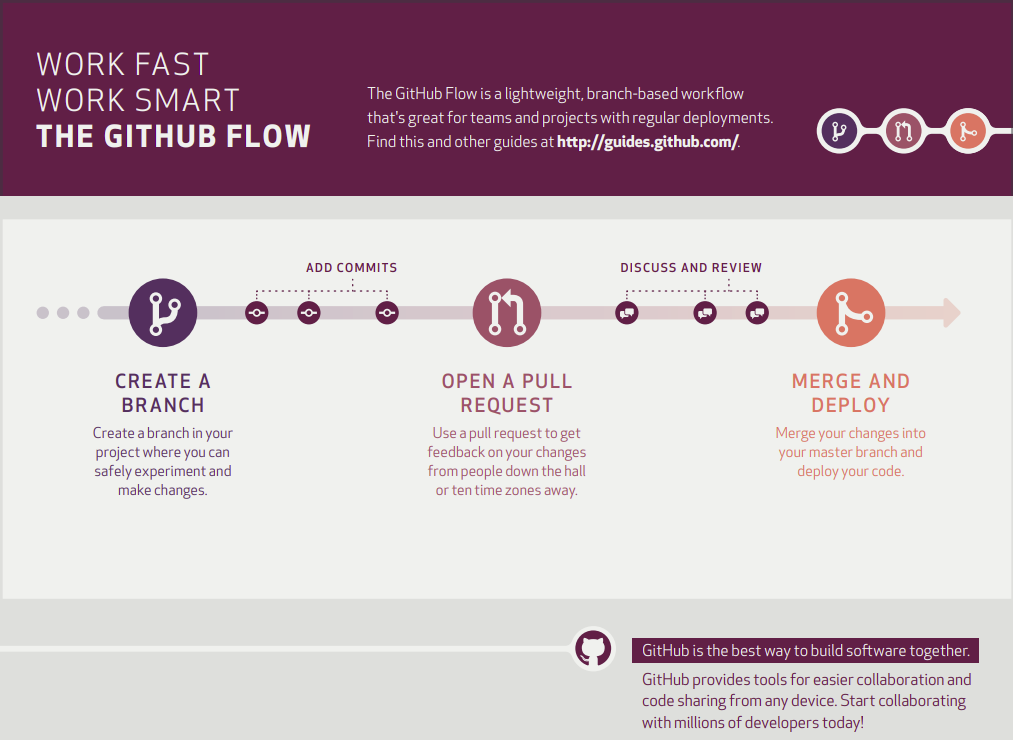 WORK FAST
WORK SMART
THE GITHUB FLOW
The GitHub Flow is a lightweight, branch-based workflow
that's great for teams and projects with regular deployments.
Find this and other guides at http://guides.github.com/.
ADD COMMITS
DISCUSS AND REVIEW
CREATE A
BRANCH
Create a branch in your
project where you can
safely experiment and
make changes.
OPEN A PULL
REQUEST
Use a pull request to get
feedback on your changes
from people down the hall
or ten time zones away.
MERGE AND
DEPLOY
Merge your changes into
your master branch and
deploy your code.
GitHub is the best way to build software together.
GitHub provides tools for easier collaboration and
code sharing from any device. Start collaborating
with millions of developers today!